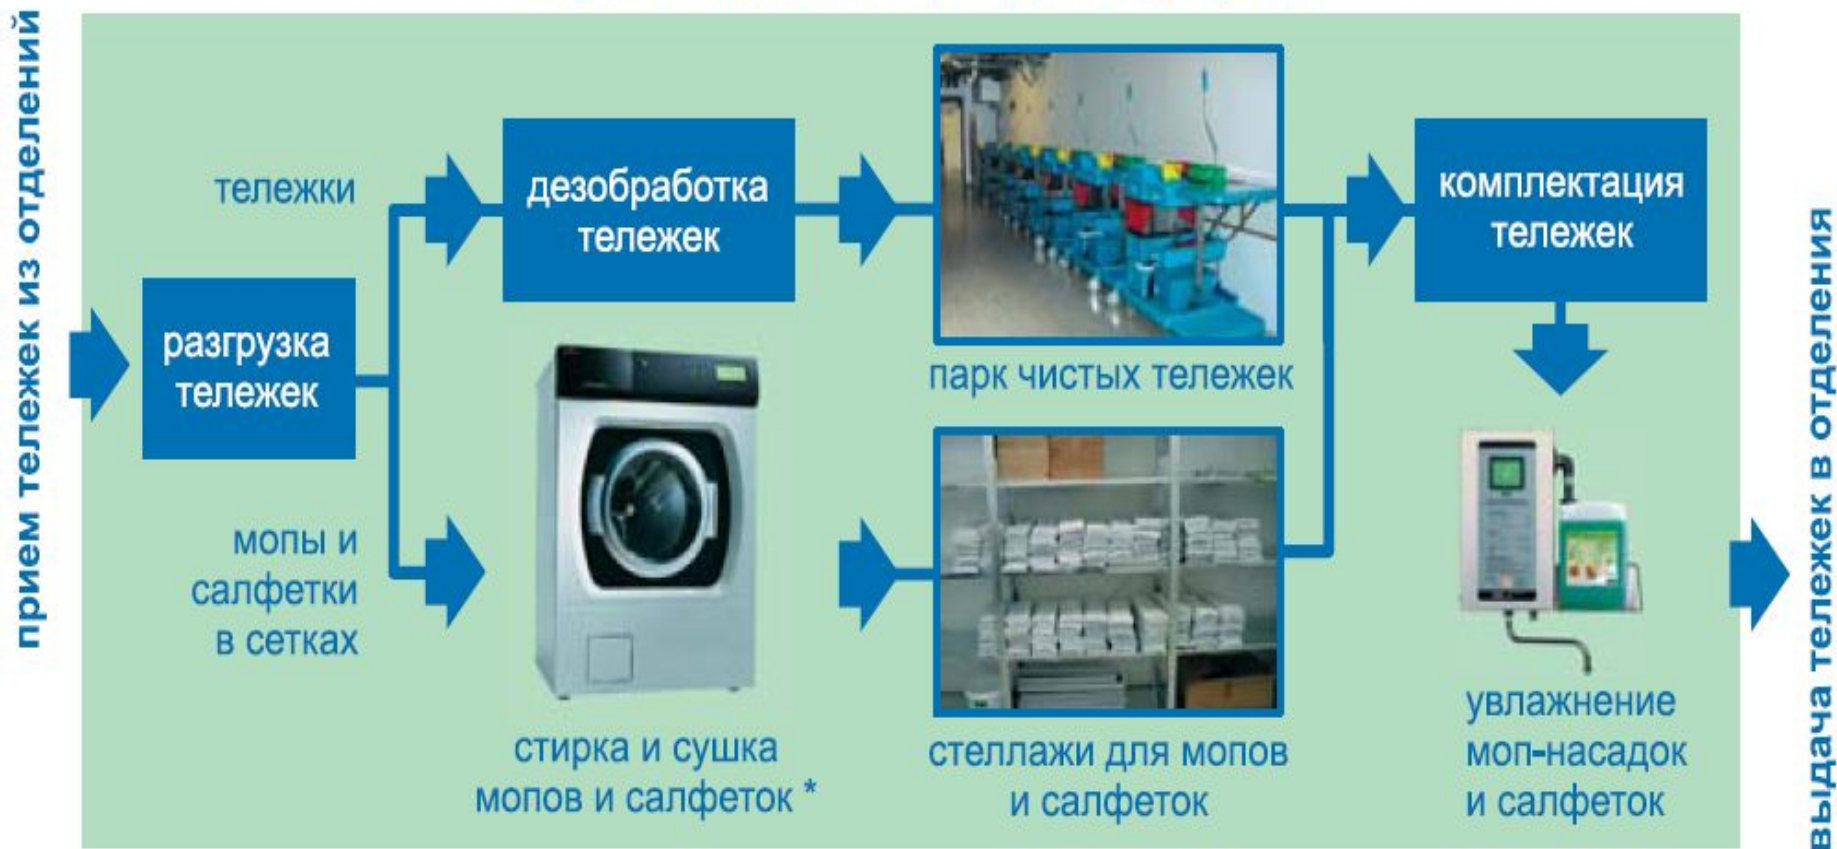 прием тележек из отделений
тележки
дезобработка
тележек
комплектация
тележек
разгрузка
тележек
парк чистых тележек
мопы и
салфетки
в сетках
стирка и сушка
мопов и салфеток *
стеллажи для мопов
и салфеток
увлажнение
моп-насадок
и салфеток
выдача тележек в отделения